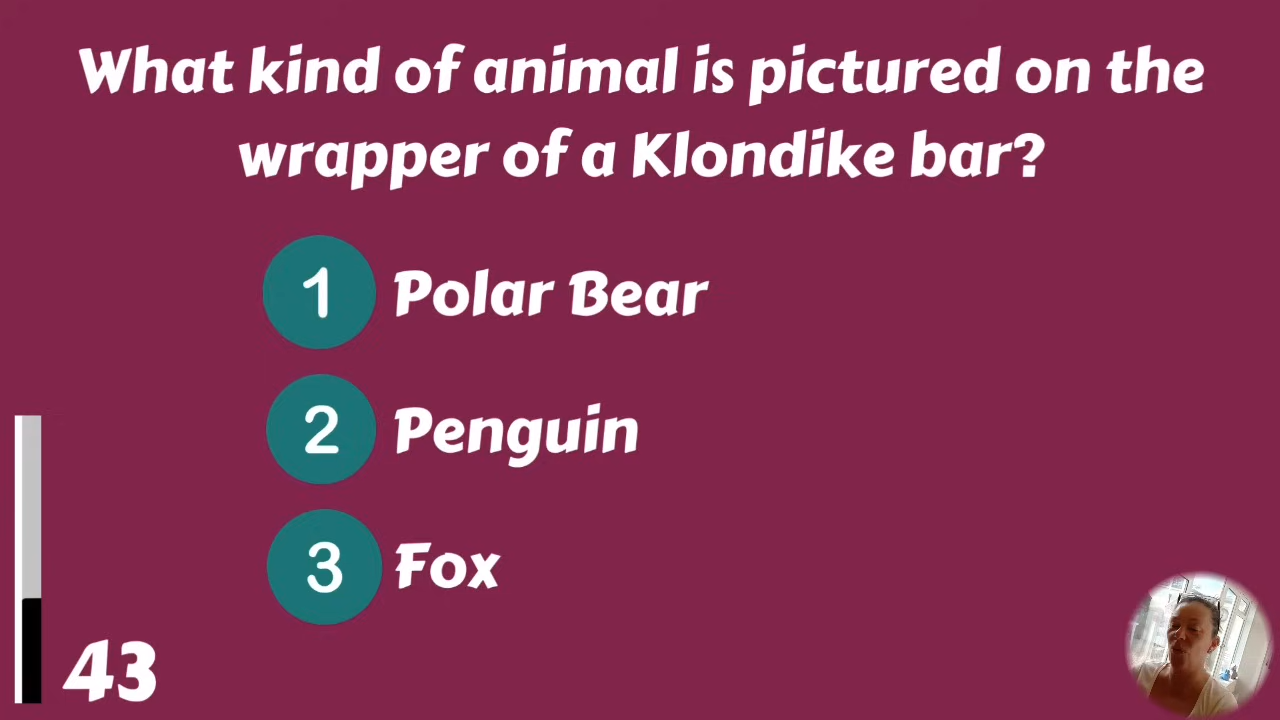 What kind of animal is pictured on the
wrapper of a Klondike bar?
1 Polar Bear
2 Penguin
3 Fox
43